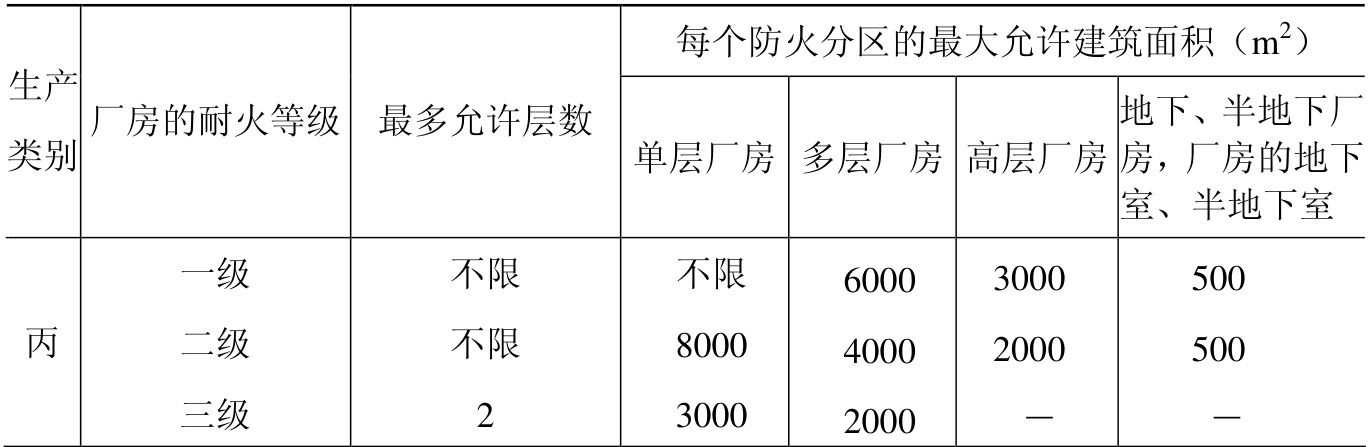 生产类别 厂房的耐火等级 最多允许层数 每个防火分区的最大允许建筑面积（m²）
单层厂房 多层厂房 高层厂房 地下、半地下厂房，厂房的地下室、半地下室
丙
一级 不限 不限 6000 3000 500
二级 不限 8000 4000 2000 500
三级 2 3000 2000 — —